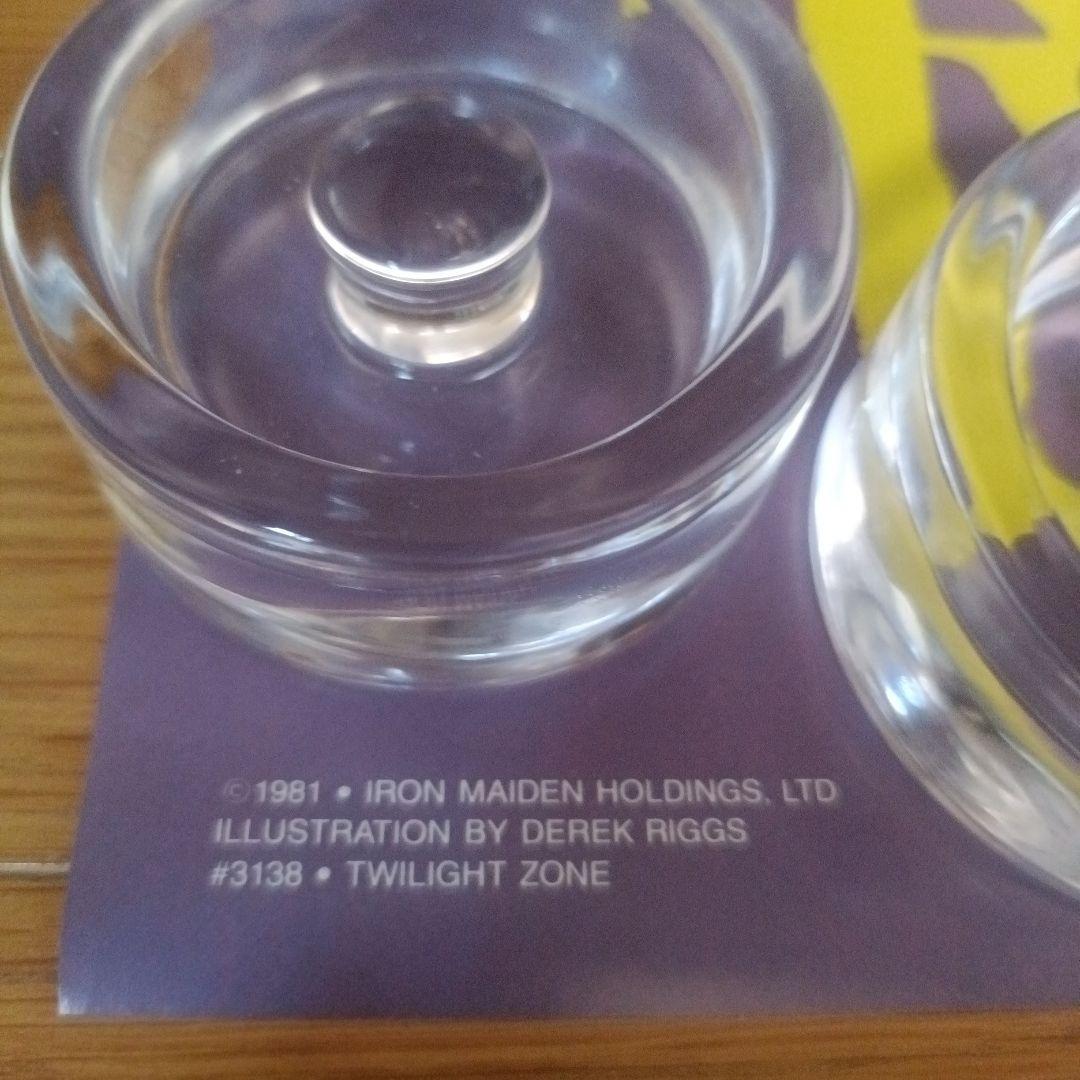 ©1981 • IRON MAIDEN HOLDINGS, LTD
ILLUSTRATION BY DEREK RIGGS
#3138 • TWILIGHT ZONE